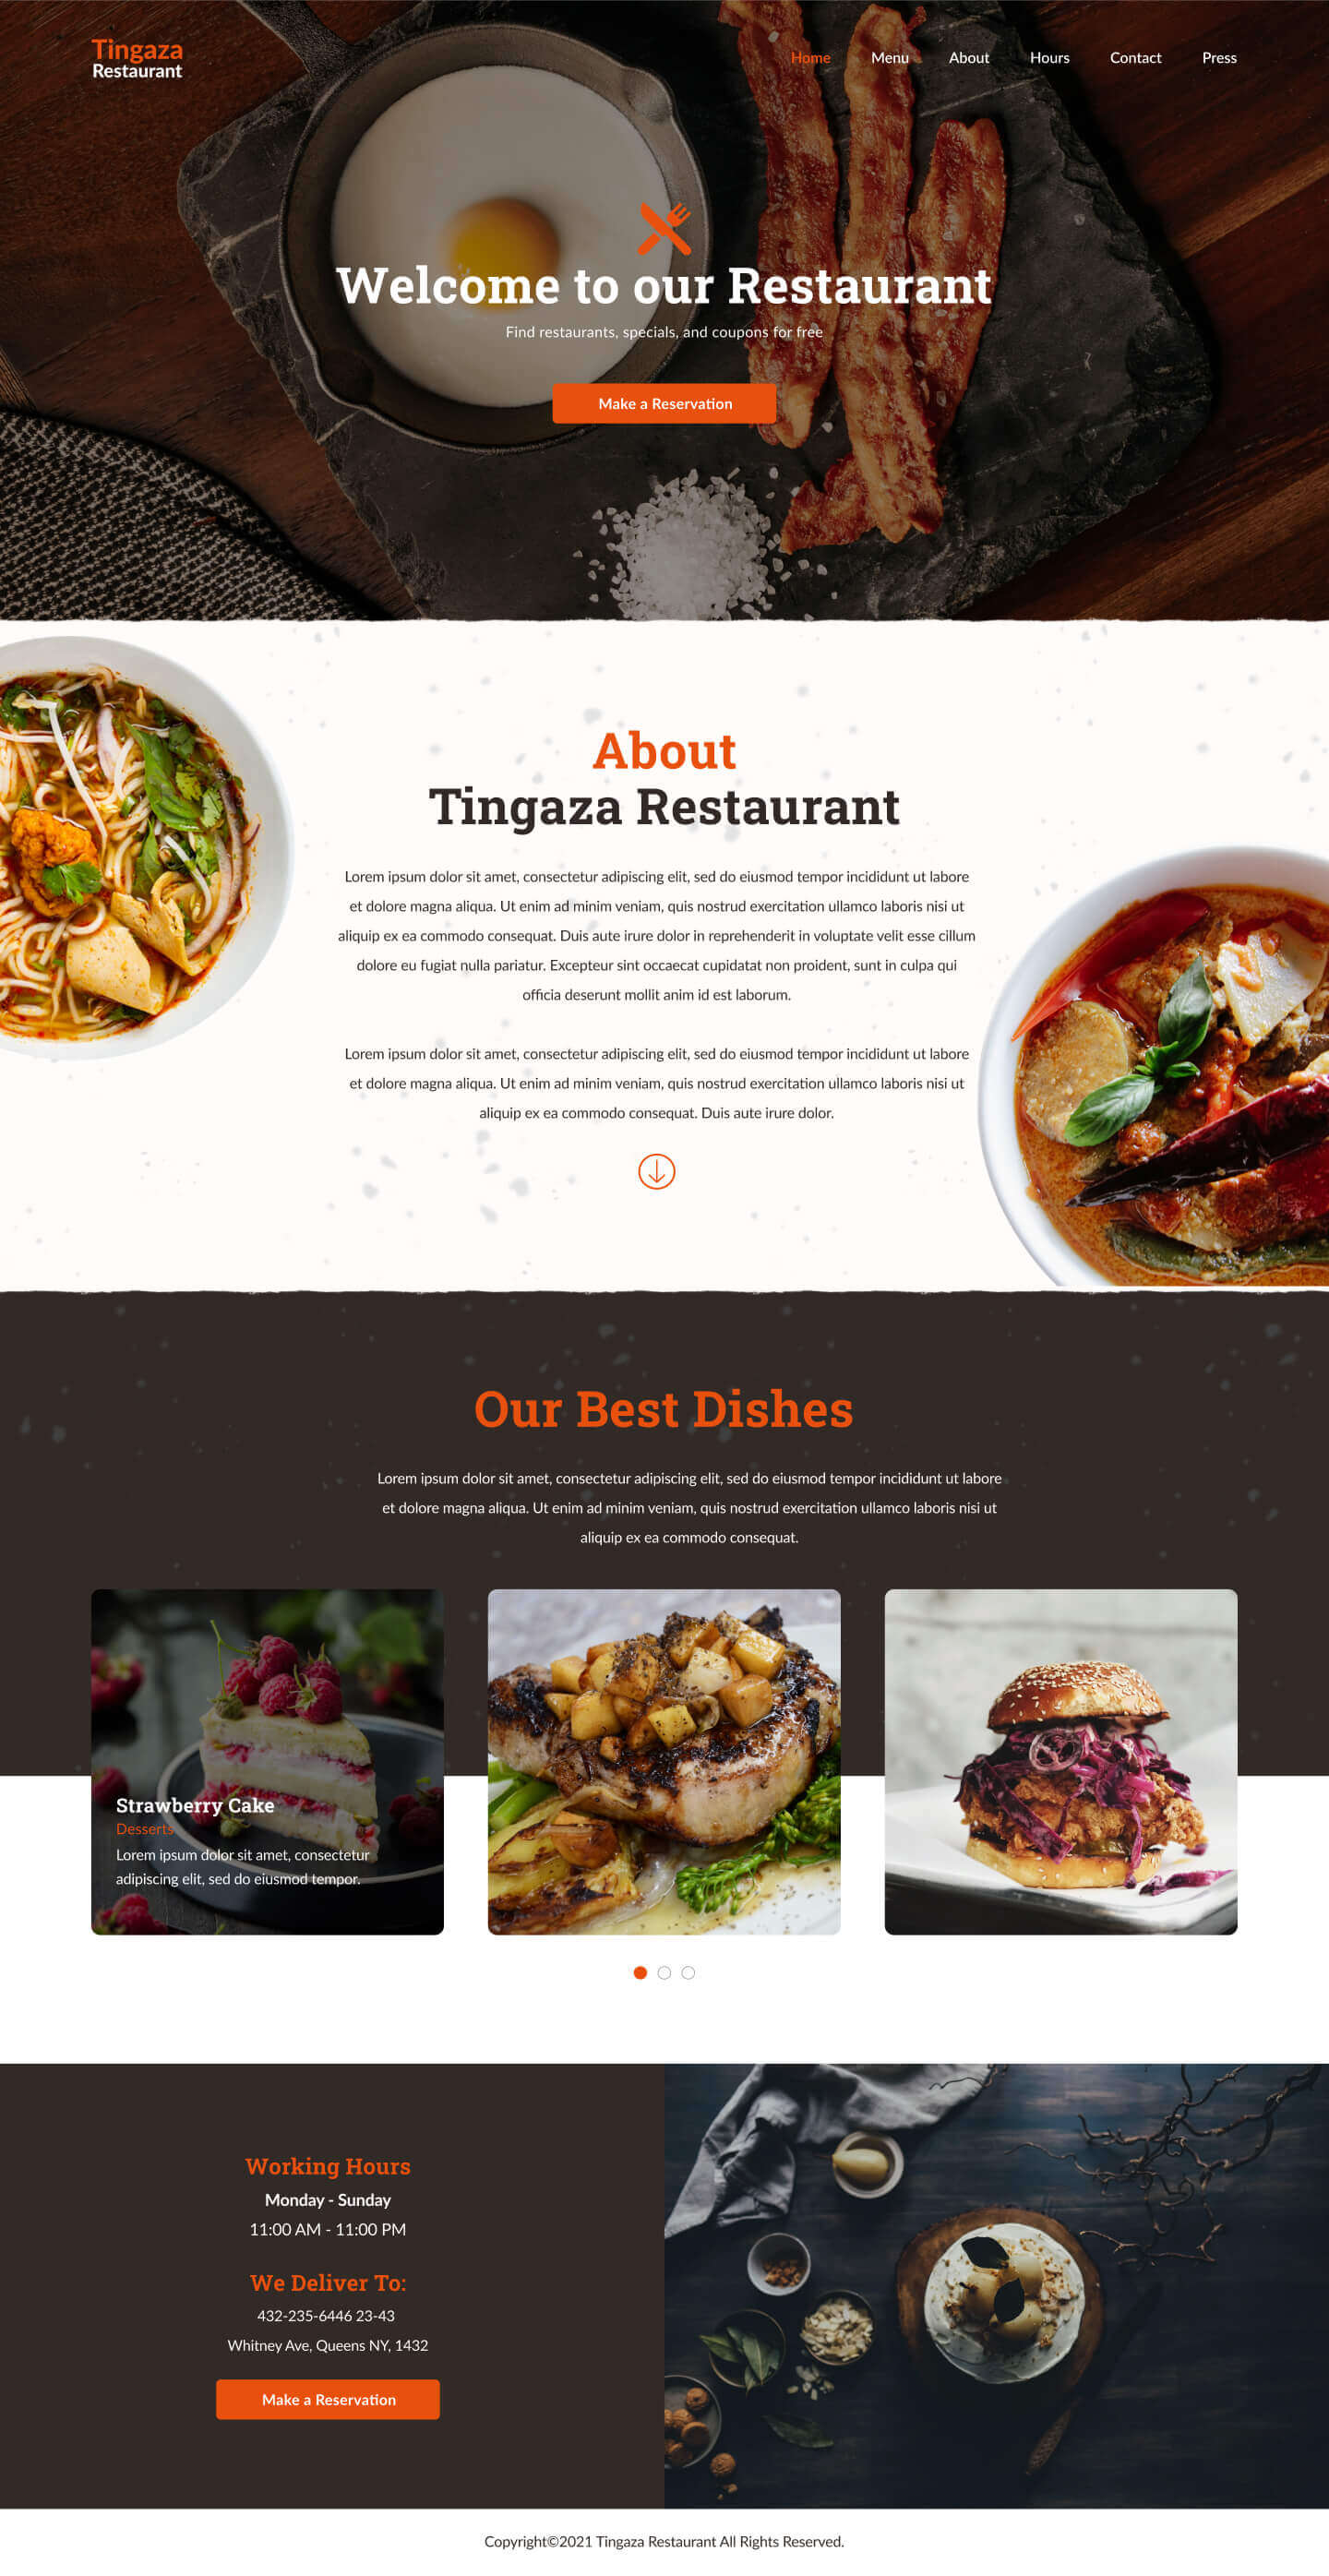 Tingaza
Restaurant
Home Menu About Hours Contact Press
Welcome to our Restaurant
Find restaurants, specials, and coupons for free
Make a Reservation
About
Tingaza Restaurant
Lorem ipsum dolor sit amet, consectetur adipiscing elit, sed do eiusmod tempor incididunt ut labore
et dolore magna aliqua. Ut enim ad minim veniam, quis nostrud exercitation ullamco laboris nisi ut
aliquip ex ea commodo consequat. Duis aute irure dolor in reprehenderit in voluptate velit esse cillum
dolore eu fugiat nulla pariatur. Excepteur sint occaecat cupidatat non proident, sunt in culpa qui
officia deserunt mollit anim id est laborum.
Lorem ipsum dolor sit amet, consectetur adipiscing elit, sed do eiusmod tempor incididunt ut labore
et dolore magna aliqua. Ut enim ad minim veniam, quis nostrud exercitation ullamco laboris nisi ut
aliquip ex ea commodo consequat. Duis aute irure dolor.
Our Best Dishes
Lorem ipsum dolor sit amet, consectetur adipiscing elit, sed do eiusmod tempor incididunt ut labore
et dolore magna aliqua. Ut enim ad minim veniam, quis nostrud exercitation ullamco laboris nisi ut
aliquip ex ea commodo consequat.
Strawberry Cake
Desserts
Lorem ipsum dolor sit amet, consectetur
adipiscing elit, sed do eiusmod tempor.
Working Hours
Monday - Sunday
11:00 AM - 11:00 PM
We Deliver To:
432-235-6446 23-43
Whitney Ave, Queens NY, 1432
Make a Reservation
Copyright©2021 Tingaza Restaurant All Rights Reserved.